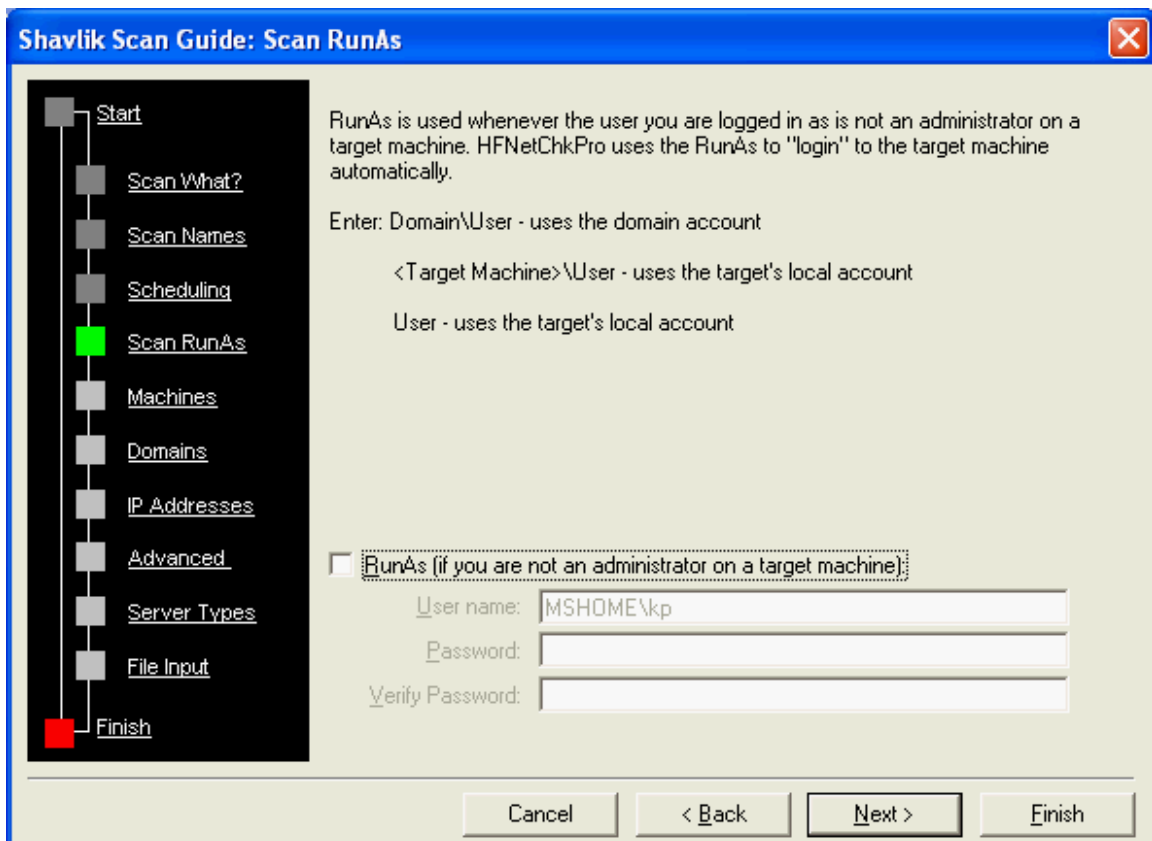 Shavlik Scan Guide: Scan RunAs
Start
Scan What?
Scan Names
Scheduling
Scan RunAs
Machines
Domains
IP Addresses
Advanced
Server Types
File Input
Finish
RunAs is used whenever the user you are logged in as is not an administrator on a
target machine. HFNetChkPro uses the RunAs to "login" to the target machine
automatically.
Enter: Domain\User - uses the domain account
<Target Machine>\User - uses the target's local account
User - uses the target's local account
RunAs (if you are not an administrator on a target machine):
User name: MSHOME\kp
Password:
Verify Password:
Cancel < Back Next > Finish